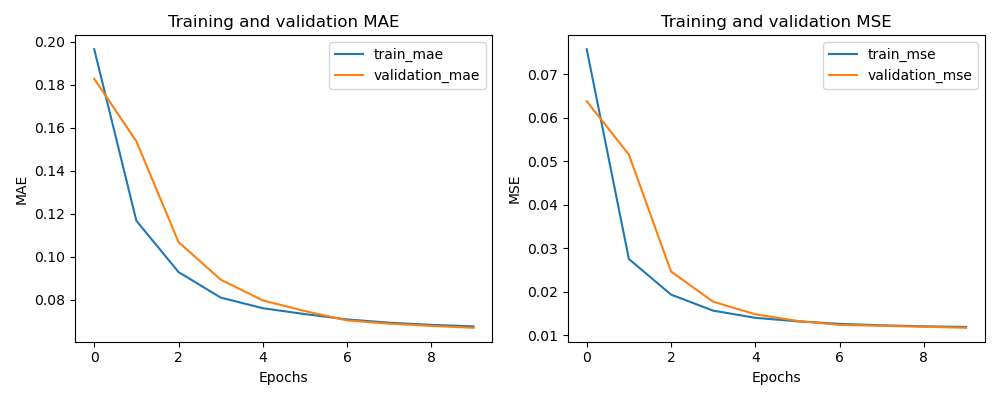 Training and validation MAE
0.20
0.18
0.16
0.14
0.12
0.10
0.08
MAE
train_mae
validation_mae
0 2 4 6 8
Epochs
Training and validation MSE
0.07
0.06
0.05
0.04
0.03
0.02
0.01
MSE
train_mse
validation_mse
0 2 4 6 8
Epochs